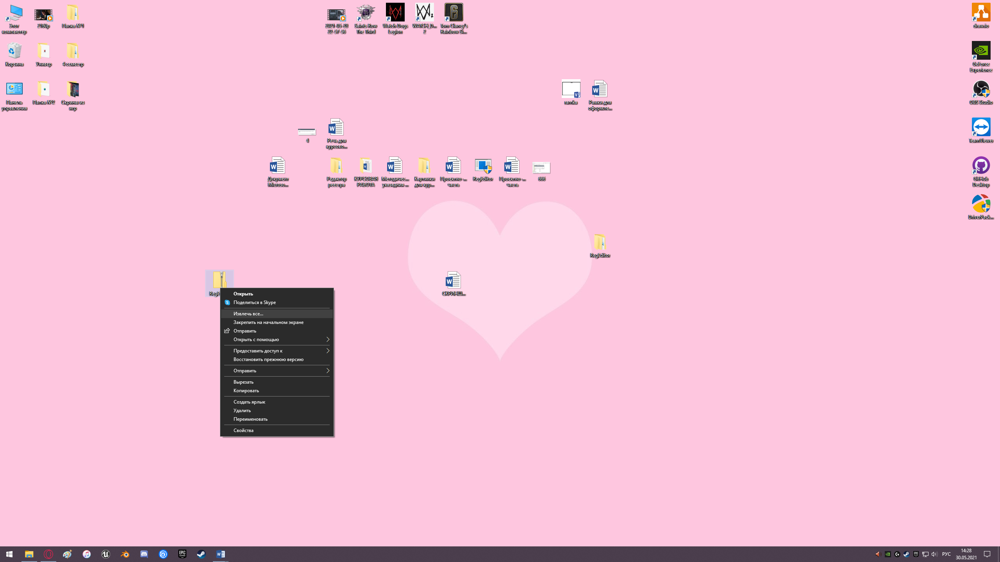 Этот
компьютер
2160p
Папка №1
2021-05-28
22-57-56
Saints Row
The Third
Watch Dogs
Legion
WATCH_D...
2
Tom Clancy's
Rainbow Si...
draw.io
Корзина
Универ
4 семестр
GeForce
Experience
Панель
управления
Папка №2
Скрины из
игр
ramka
Рамки для
оформле...
OBS Studio
4
Речь для
курсово...
TeamViewer
Документ
Microso...
Редактор
реестра
КУРСОВАЯ
РАБОТА
Методичес...
указадния ...
Картинки
для кур...
Проектно-...
часть
RegEditor
Проектно-...
часть
666
GitHub
Desktop
DriverPack...
RegEditor
RegE
СКРИНШ...
Открыть
Поделиться в Skype
Извлечь все...
Закрепить на начальном экране
Отправить
Открыть с помощью
Предоставить доступ к
Восстановить прежнюю версию
Отправить
Вырезать
Копировать
Создать ярлык
Удалить
Переименовать
Свойства
EPIC
GAMES
РУС
14:28
30.05.2021